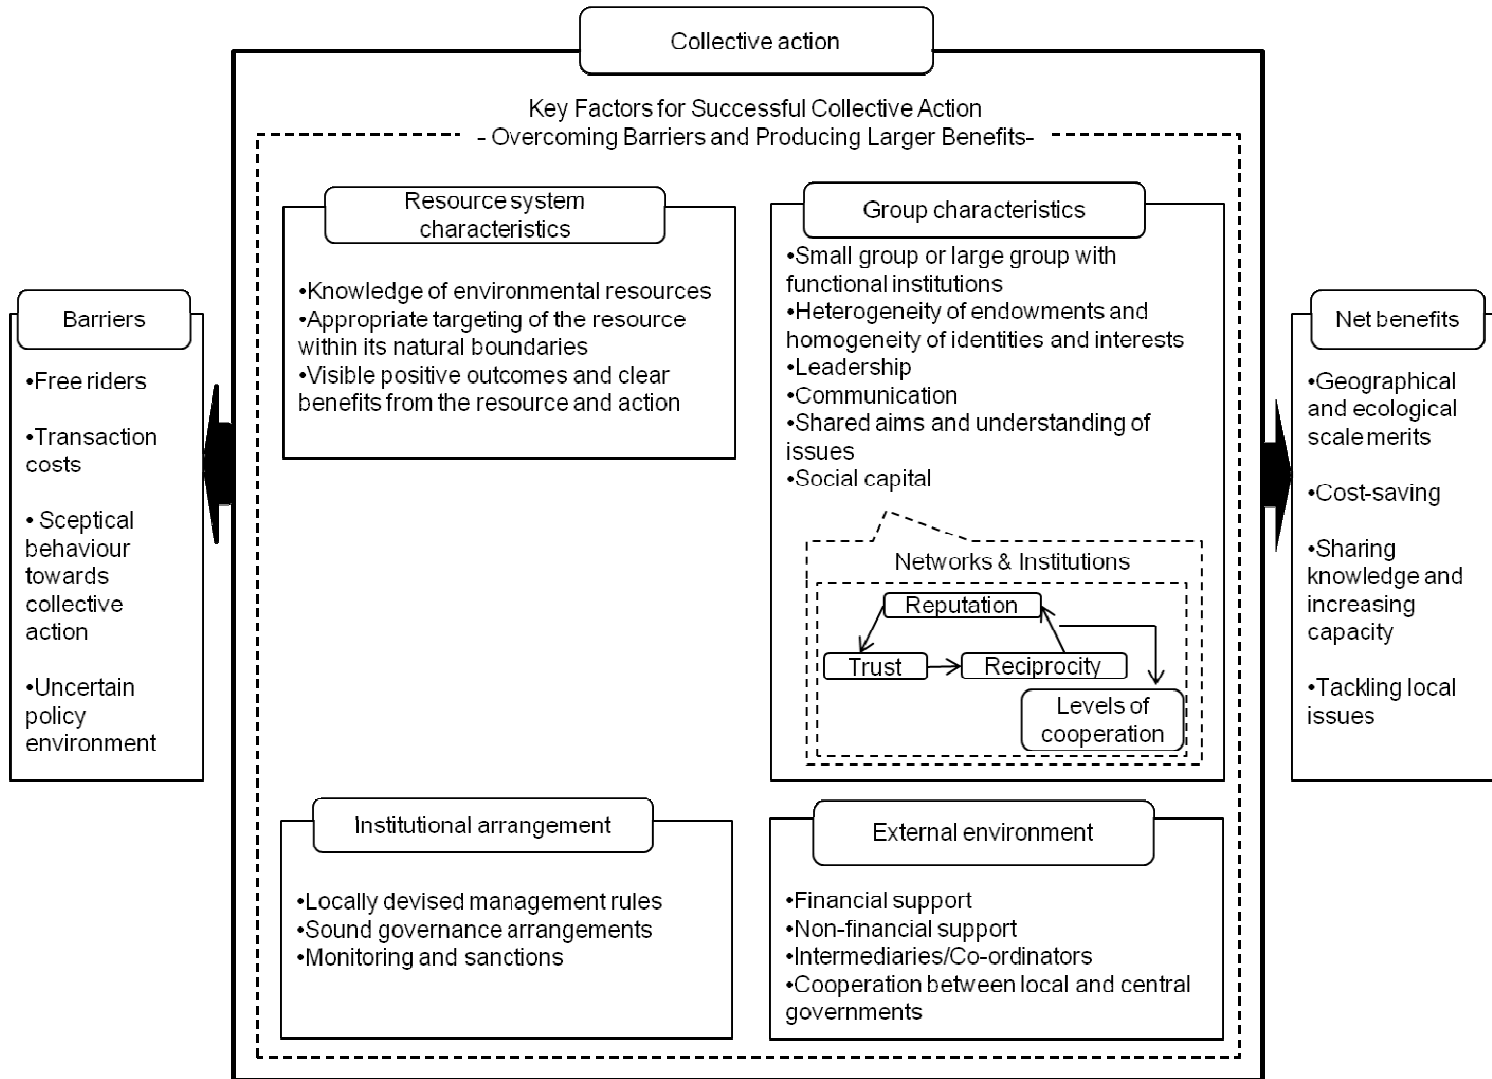 Collective action
Key Factors for Successful Collective Action
- Overcoming Barriers and Producing Larger Benefits-
Barriers
•Free riders
•Transaction
costs
• Sceptical
behaviour
towards
collective
action
•Uncertain
policy
environment
Resource system
characteristics
•Knowledge of environmental resources
•Appropriate targeting of the resource
within its natural boundaries
•Visible positive outcomes and clear
benefits from the resource and action
Group characteristics
•Small group or large group with
functional institutions
•Heterogeneity of endowments and
homogeneity of identities and interests
•Leadership
•Communication
•Shared aims and understanding of
issues
•Social capital
Networks & Institutions
Reputation
Trust
Reciprocity
Levels of
cooperation
Institutional arrangement
•Locally devised management rules
•Sound governance arrangements
•Monitoring and sanctions
External environment
•Financial support
•Non-financial support
•Intermediaries/Co-ordinators
•Cooperation between local and central
governments
Net benefits
•Geographical
and ecological
scale merits
•Cost-saving
•Sharing
knowledge and
increasing
capacity
•Tackling local
issues